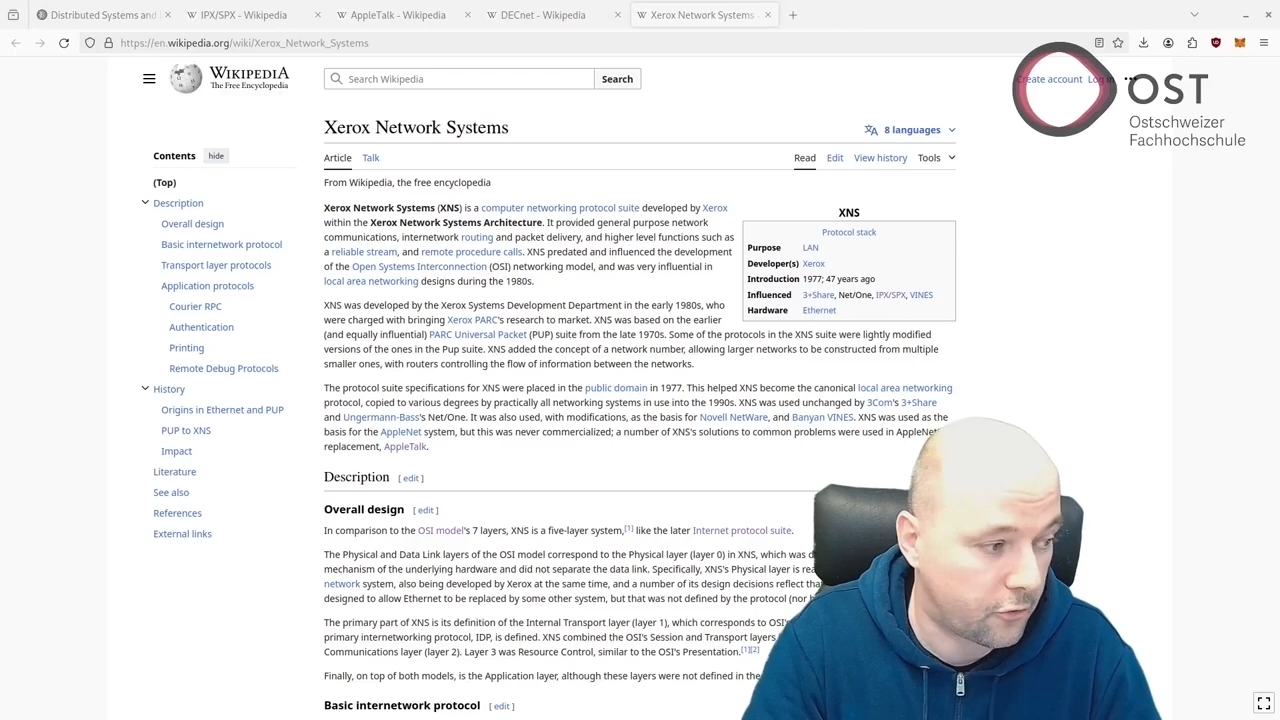 Distributed Systems and
IPX/SPX - Wikipedia
AppleTalk - Wikipedia
DECnet - Wikipedia
Xerox Network Systems -
https://en.wikipedia.org/wiki/Xerox_Network_Systems
WIKIPEDIA
The Free Encyclopedia
Search Wikipedia
Search
Create account Log in
OST
Ostschweizer
Fachhochschule
Xerox Network Systems
8 languages
Article Talk
Read Edit View history Tools
From Wikipedia, the free encyclopedia
Contents hide
(Top)
Description
Overall design
Basic internetwork protocol
Transport layer protocols
Application protocols
Courier RPC
Authentication
Printing
Remote Debug Protocols
History
Origins in Ethernet and PUP
PUP to XNS
Impact
Literature
See also
References
External links
Xerox Network Systems (XNS) is a computer networking protocol suite developed by Xerox
within the Xerox Network Systems Architecture. It provided general purpose network
communications, internetwork routing and packet delivery, and higher level functions such as
a reliable stream, and remote procedure calls. XNS predated and influenced the development
of the Open Systems Interconnection (OSI) networking model, and was very influential in
local area networking designs during the 1980s.
XNS
Protocol stack
Purpose LAN
Developer(s) Xerox
Introduction 1977; 47 years ago
Influenced 3+Share, Net/One, IPX/SPX, VINES
Hardware Ethernet
XNS was developed by the Xerox Systems Development Department in the early 1980s, who
were charged with bringing Xerox PARC's research to market. XNS was based on the earlier
(and equally influential) PARC Universal Packet (PUP) suite from the late 1970s. Some of the protocols in the XNS suite were lightly modified
versions of the ones in the Pup suite. XNS added the concept of a network number, allowing larger networks to be constructed from multiple
smaller ones, with routers controlling the flow of information between the networks.
The protocol suite specifications for XNS were placed in the public domain in 1977. This helped XNS become the canonical local area networking
protocol, copied to various degrees by practically all networking systems in use into the 1990s. XNS was used unchanged by 3Com's 3+Share
and Ungermann-Bass's Net/One. It was also used, with modifications, as the basis for Novell NetWare, and Banyan VINES. XNS was used as the
basis for the AppleNet system, but this was never commercialized; a number of XNS's solutions to common problems were used in AppleNet'
replacement, AppleTalk.
Description [ edit ]
Overall design [ edit ]
In comparison to the OSI model's 7 layers, XNS is a five-layer system,[1] like the later Internet protocol suite.
The Physical and Data Link layers of the OSI model correspond to the Physical layer (layer 0) in XNS, which was
mechanism of the underlying hardware and did not separate the data link. Specifically, XNS's Physical layer is
network system, also being developed by Xerox at the same time, and a number of its design decisions reflect
designed to allow Ethernet to be replaced by some other system, but that was not defined by the protocol (nor
The primary part of XNS is its definition of the Internal Transport layer (layer 1), which corresponds to OSI's
primary internetworking protocol, IDP, is defined. XNS combined the OSI's Session and Transport layers
Communications layer (layer 2). Layer 3 was Resource Control, similar to the OSI's Presentation.[1][2]
Finally, on top of both models, is the Application layer, although these layers were not defined in the
Basic internetwork protocol [ edit ]